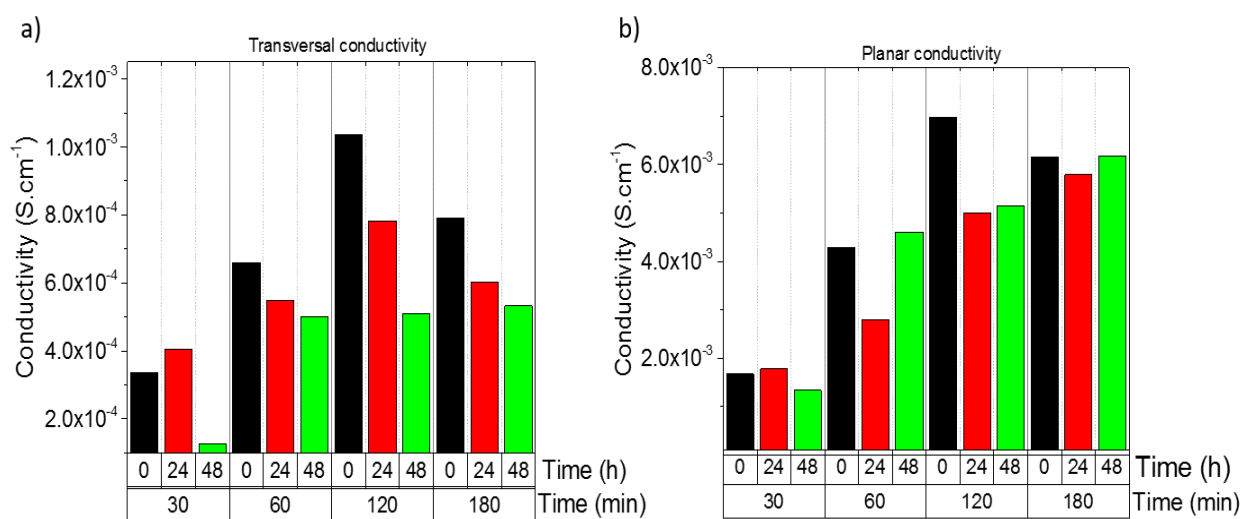 a)
Transversal conductivity
Conductivity (S.cm⁻¹)
1.2x10⁻³
1.0x10⁻³
8.0x10⁻⁴
6.0x10⁻⁴
4.0x10⁻⁴
2.0x10⁻⁴
0 24 48 0 24 48 0 24 48 0 24 48 Time (h)
30 60 120 180 Time (min)
b)
Planar conductivity
Conductivity (S.cm⁻¹)
8.0x10⁻³
6.0x10⁻³
4.0x10⁻³
2.0x10⁻³
0 24 48 0 24 48 0 24 48 0 24 48 Time (h)
30 60 120 180 Time (min)